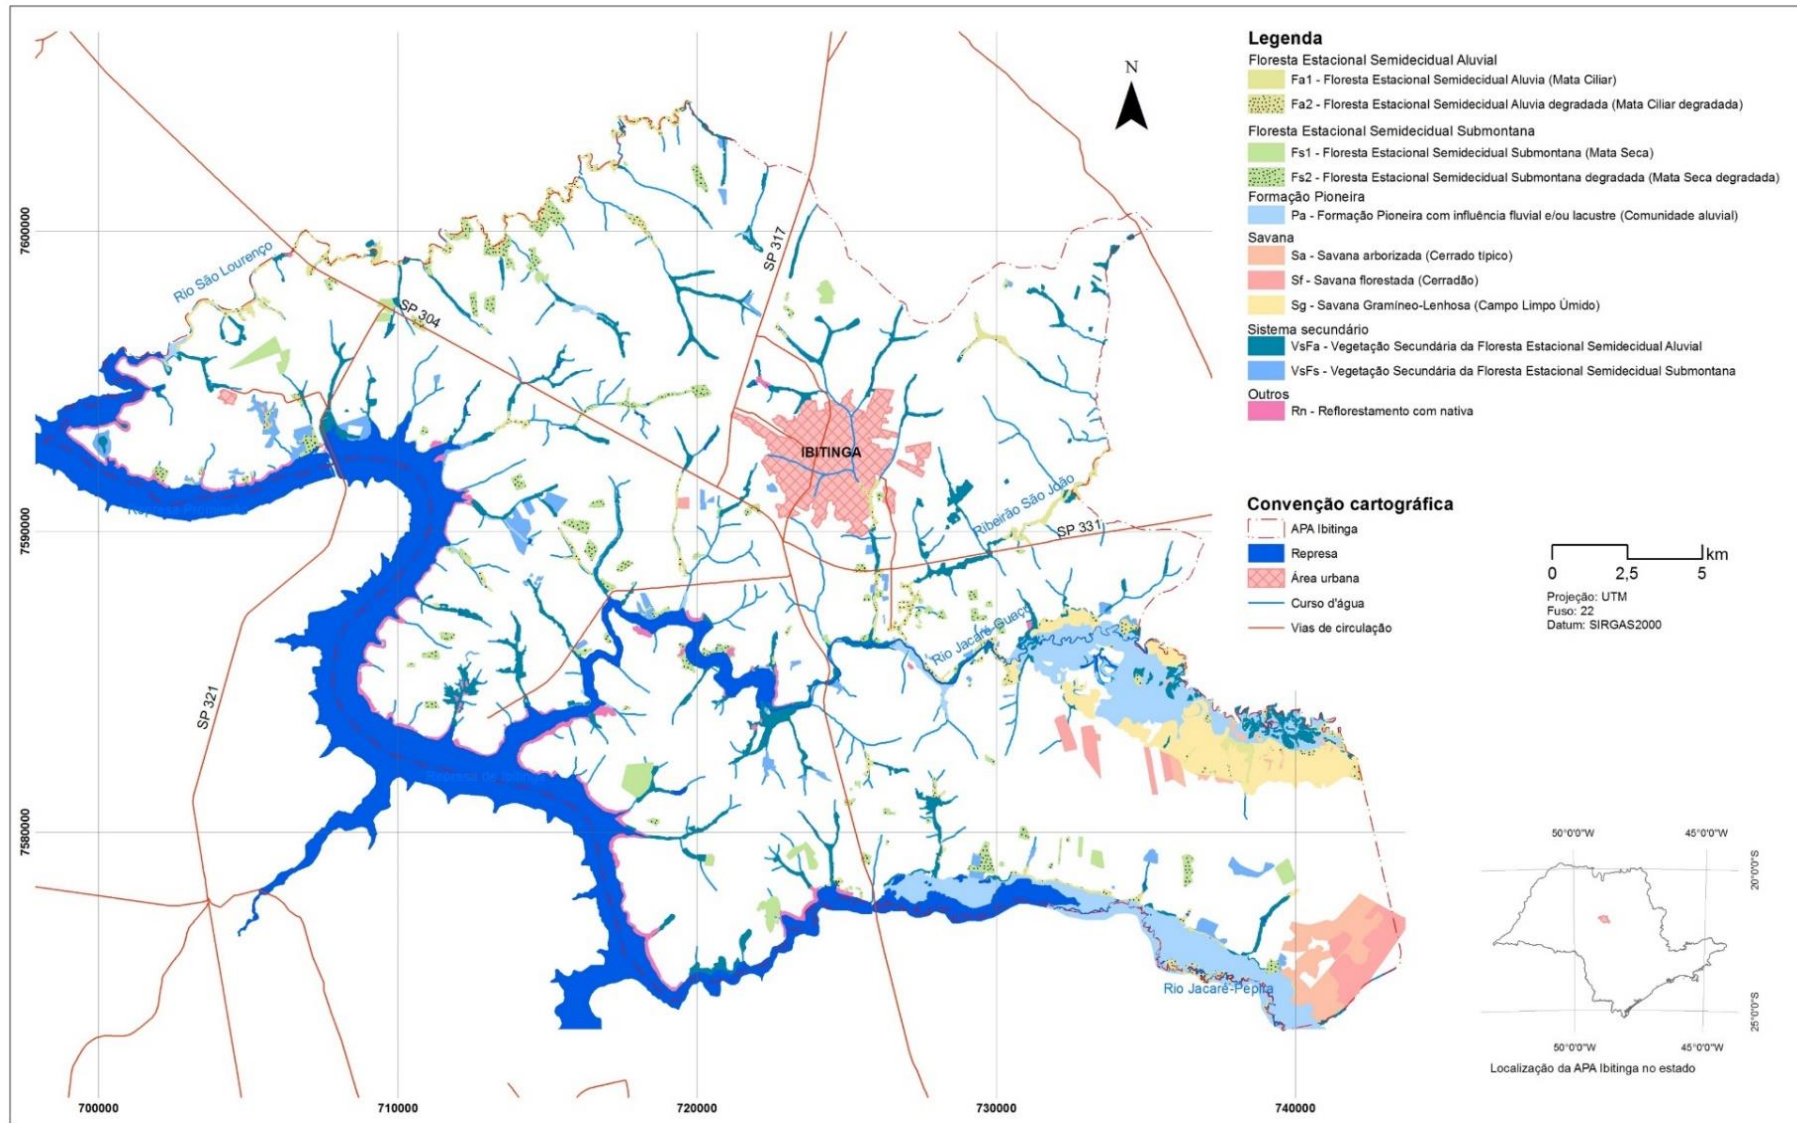 Legenda
Floresta Estacional Semidecidual Aluvial
Fa1 - Floresta Estacional Semidecidual Aluvia (Mata Ciliar)
Fa2 - Floresta Estacional Semidecidual Aluvia degradada (Mata Ciliar degradada)
Floresta Estacional Semidecidual Submontana
Fs1 - Floresta Estacional Semidecidual Submontana (Mata Seca)
Fs2 - Floresta Estacional Semidecidual Submontana degradada (Mata Seca degradada)
Formação Pioneira
Pa - Formação Pioneira com influência fluvial e/ou lacustre (Comunidade aluvial)
Savana
Sa - Savana arborizada (Cerrado típico)
Sf - Savana florestada (Cerradão)
Sg - Savana Gramíneo-Lenhosa (Campo Limpo Úmido)
Sistema secundário
VsFa - Vegetação Secundária da Floresta Estacional Semidecidual Aluvial
VsFs - Vegetação Secundária da Floresta Estacional Semidecidual Submontana
Outros
Rn - Reflorestamento com nativa
Convenção cartográfica
APA Ibitinga
Represa
Área urbana
Curso d'água
Vias de circulação
km
0 2,5 5
Projeção: UTM
Fuso: 22
Datum: SIRGAS2000
N
Rio São Lourenço
SP 304
SP 317
IBITINGA
Ribeirão São João
SP 331
Rio Jacaré-Guaçu
SP 321
Represa de
Rio Jacaré-Pepira
7600000
7590000
7580000
700000
710000
720000
730000
740000
50°0'0"W
45°0'0"W
20°0'0"S
25°0'0"S
50°0'0"W
45°0'0"W
Localização da APA Ibitinga no estado